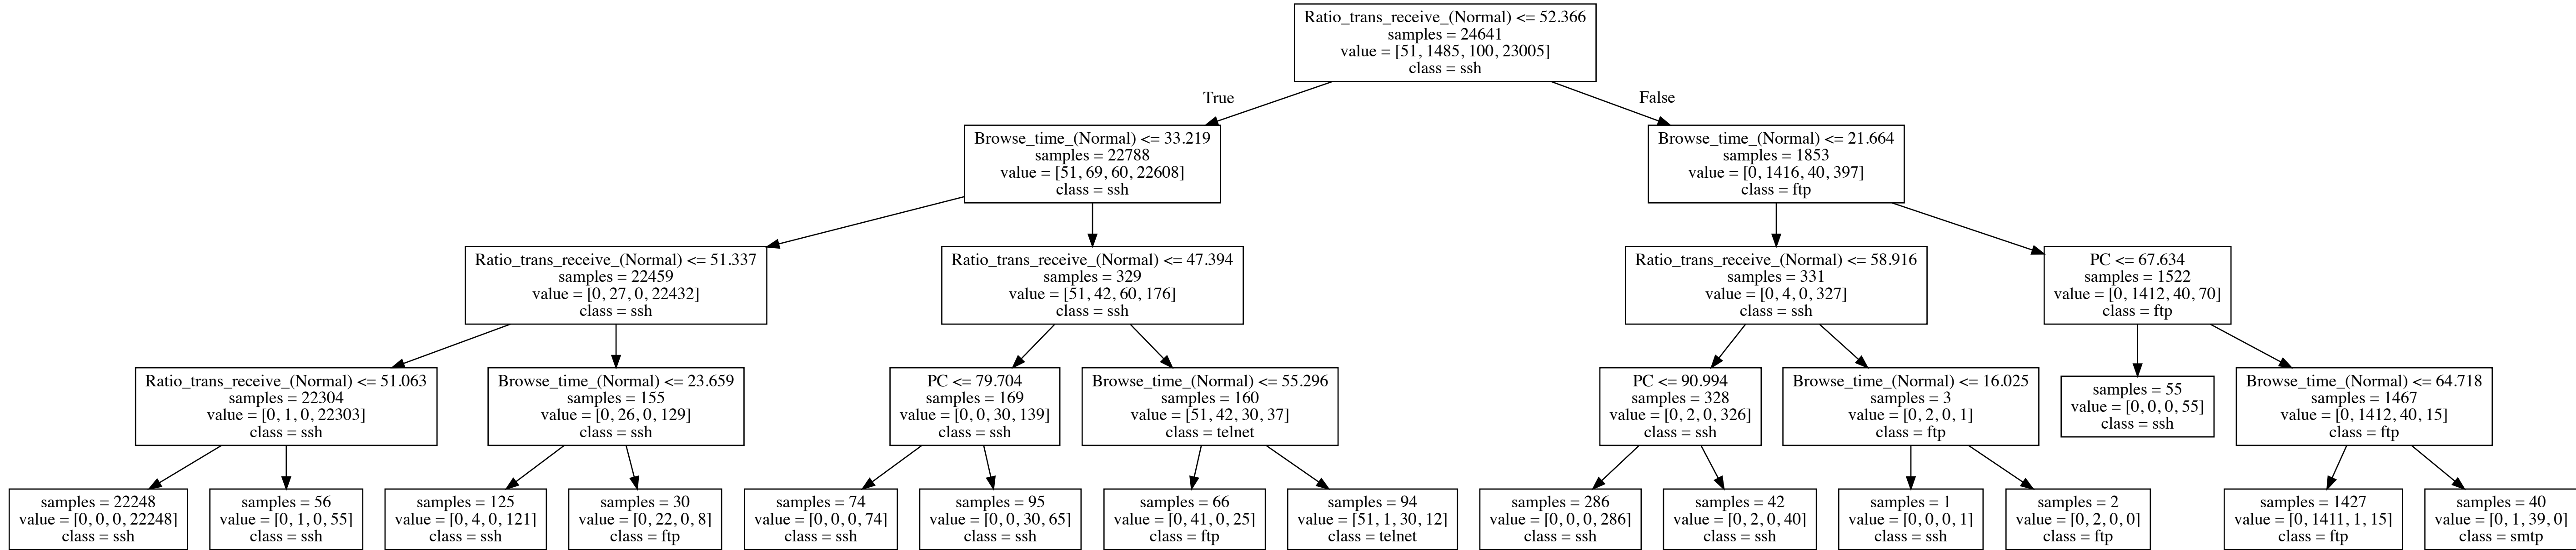 Ratio_trans_receive_(Normal) <= 52.366
samples = 24641
value = [51, 1485, 100, 23005]
class = ssh
True
False
Browse_time_(Normal) <= 33.219
samples = 22788
value = [51, 69, 60, 22608]
class = ssh
Browse_time_(Normal) <= 21.664
samples = 1853
value = [0, 1416, 40, 397]
class = ftp
Ratio_trans_receive_(Normal) <= 51.337
samples = 22459
value = [0, 27, 0, 22432]
class = ssh
Ratio_trans_receive_(Normal) <= 47.394
samples = 329
value = [51, 42, 60, 176]
class = ssh
Ratio_trans_receive_(Normal) <= 58.916
samples = 331
value = [0, 4, 0, 327]
class = ssh
PC <= 67.634
samples = 1522
value = [0, 1412, 40, 70]
class = ftp
Ratio_trans_receive_(Normal) <= 51.063
samples = 22304
value = [0, 1, 0, 22303]
class = ssh
Browse_time_(Normal) <= 23.659
samples = 155
value = [0, 26, 0, 129]
class = ssh
PC <= 79.704
samples = 169
value = [0, 0, 30, 139]
class = ssh
Browse_time_(Normal) <= 55.296
samples = 160
value = [51, 42, 30, 37]
class = telnet
PC <= 90.994
samples = 328
value = [0, 2, 0, 326]
class = ssh
Browse_time_(Normal) <= 16.025
samples = 3
value = [0, 2, 0, 1]
class = ftp
samples = 55
value = [0, 0, 0, 55]
class = ssh
Browse_time_(Normal) <= 64.718
samples = 1467
value = [0, 1412, 40, 15]
class = ftp
samples = 22248
value = [0, 0, 0, 22248]
class = ssh
samples = 56
value = [0, 1, 0, 55]
class = ssh
samples = 125
value = [0, 4, 0, 121]
class = ssh
samples = 30
value = [0, 22, 0, 8]
class = ftp
samples = 74
value = [0, 0, 0, 74]
class = ssh
samples = 95
value = [0, 0, 30, 65]
class = ssh
samples = 66
value = [0, 41, 0, 25]
class = ftp
samples = 94
value = [51, 1, 30, 12]
class = telnet
samples = 286
value = [0, 0, 0, 286]
class = ssh
samples = 42
value = [0, 2, 0, 40]
class = ssh
samples = 1
value = [0, 0, 0, 1]
class = ssh
samples = 2
value = [0, 2, 0, 0]
class = ftp
samples = 1427
value = [0, 1411, 1, 15]
class = ftp
samples = 40
value = [0, 1, 39, 0]
class = smtp